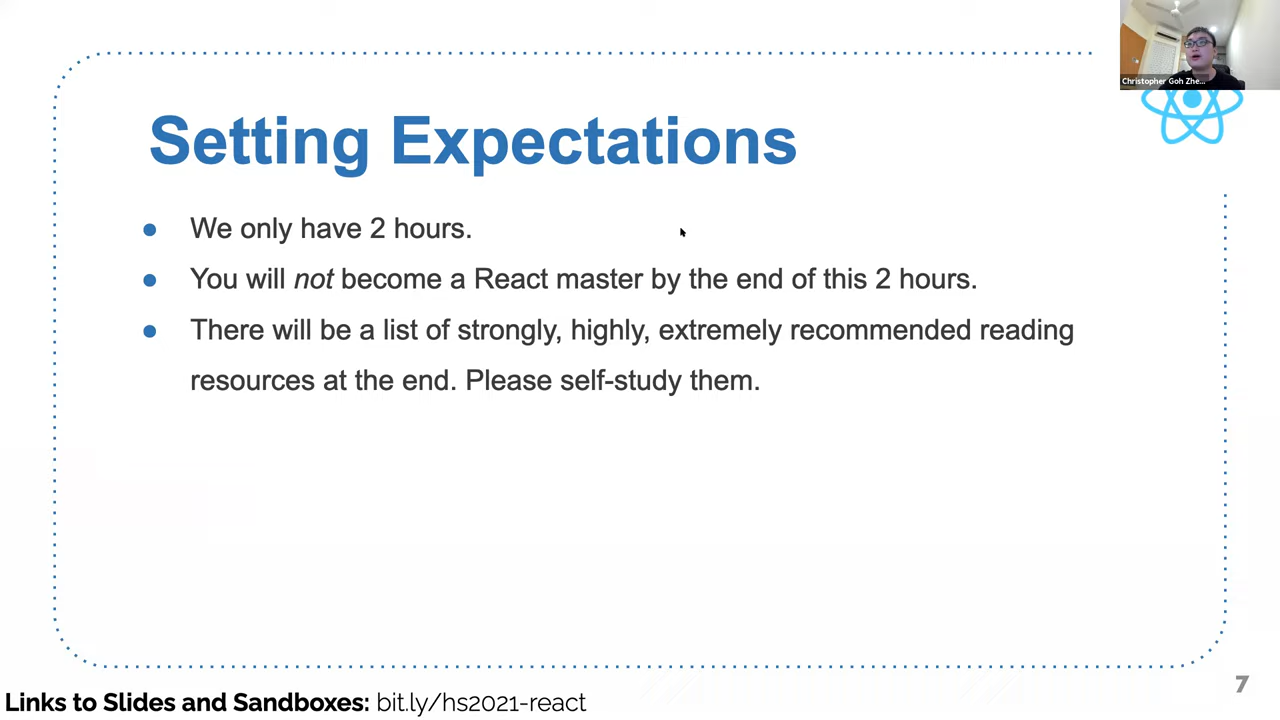 Christopher Goh Zhe...
Setting Expectations
● We only have 2 hours.
● You will not become a React master by the end of this 2 hours.
● There will be a list of strongly, highly, extremely recommended reading
resources at the end. Please self-study them.
7
Links to Slides and Sandboxes: bit.ly/hs2021-react